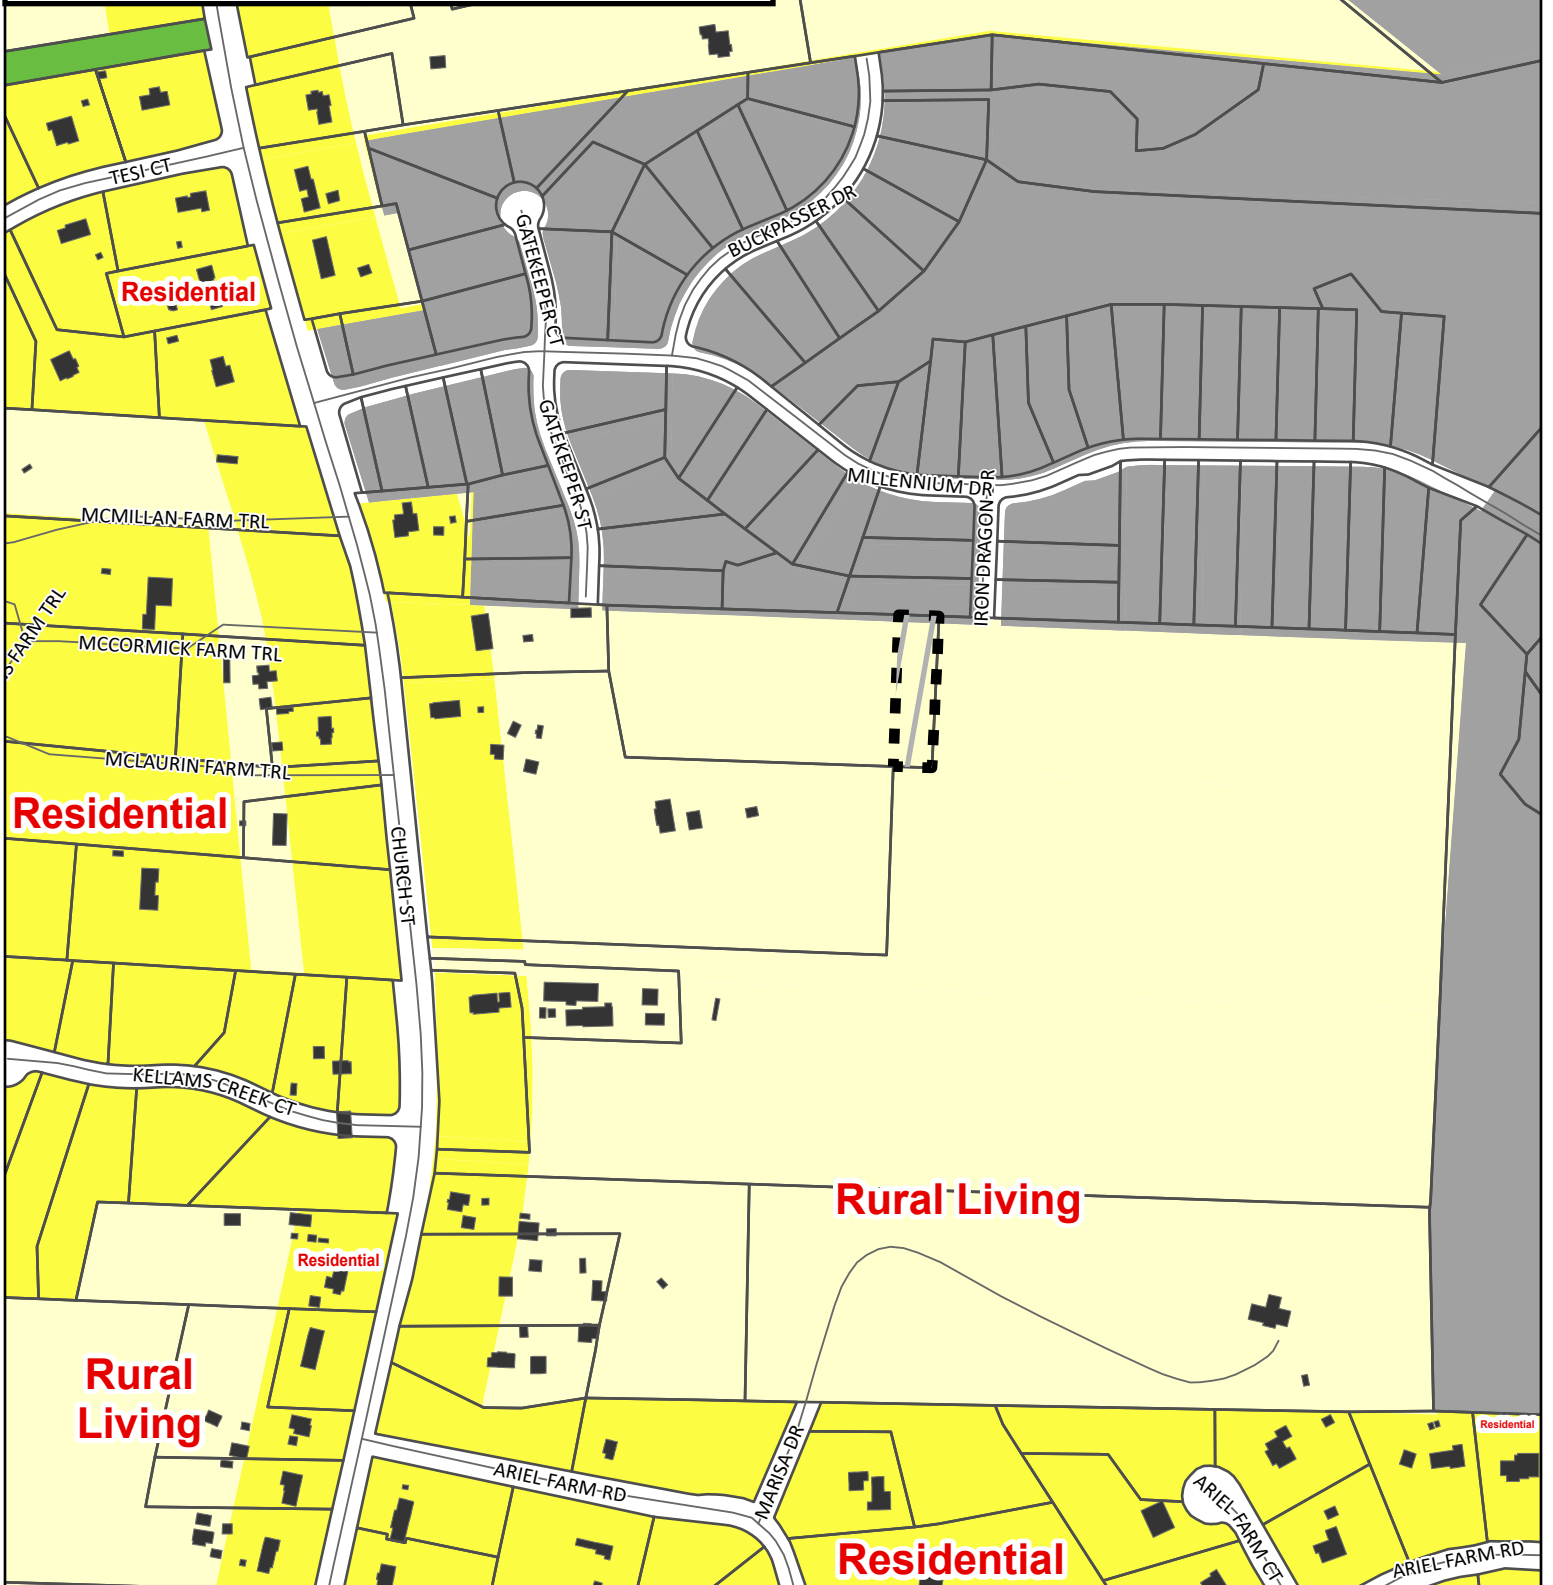 TESI CT
Residential
BUCKPASSER DR
GATEKEEPER CT
GATEKEEPER ST
MILLENNIUM DR
IRON DRAGON DR
MCMILLAN FARM TRL
S FARM TRL
MCCORMICK FARM TRL
MCLAURIN FARM TRL
Residential
CHURCH ST
KELLAMS CREEK CT
Rural Living
Residential
Rural
Living
Residential
MARISA DR
ARIEL FARM RD
ARIEL FARM CT
Residential
ARIEL FARM RD